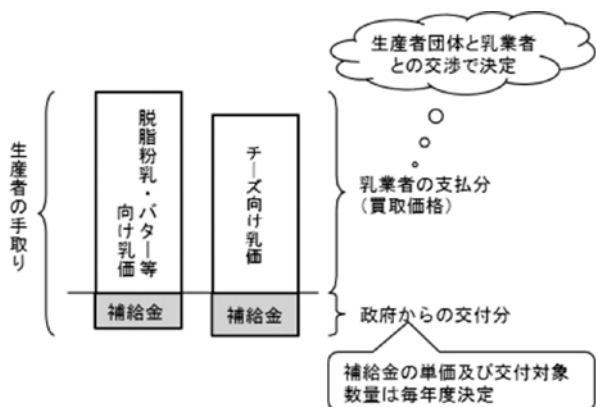 生産者団体と乳業者
との交渉で決定
生産者の手取り
脱脂粉乳・バター等
向け乳価
チーズ向け乳価
乳業者の支払分
(買取価格)
補給金
補給金
政府からの交付分
補給金の単価及び交付対象
数量は毎年度決定